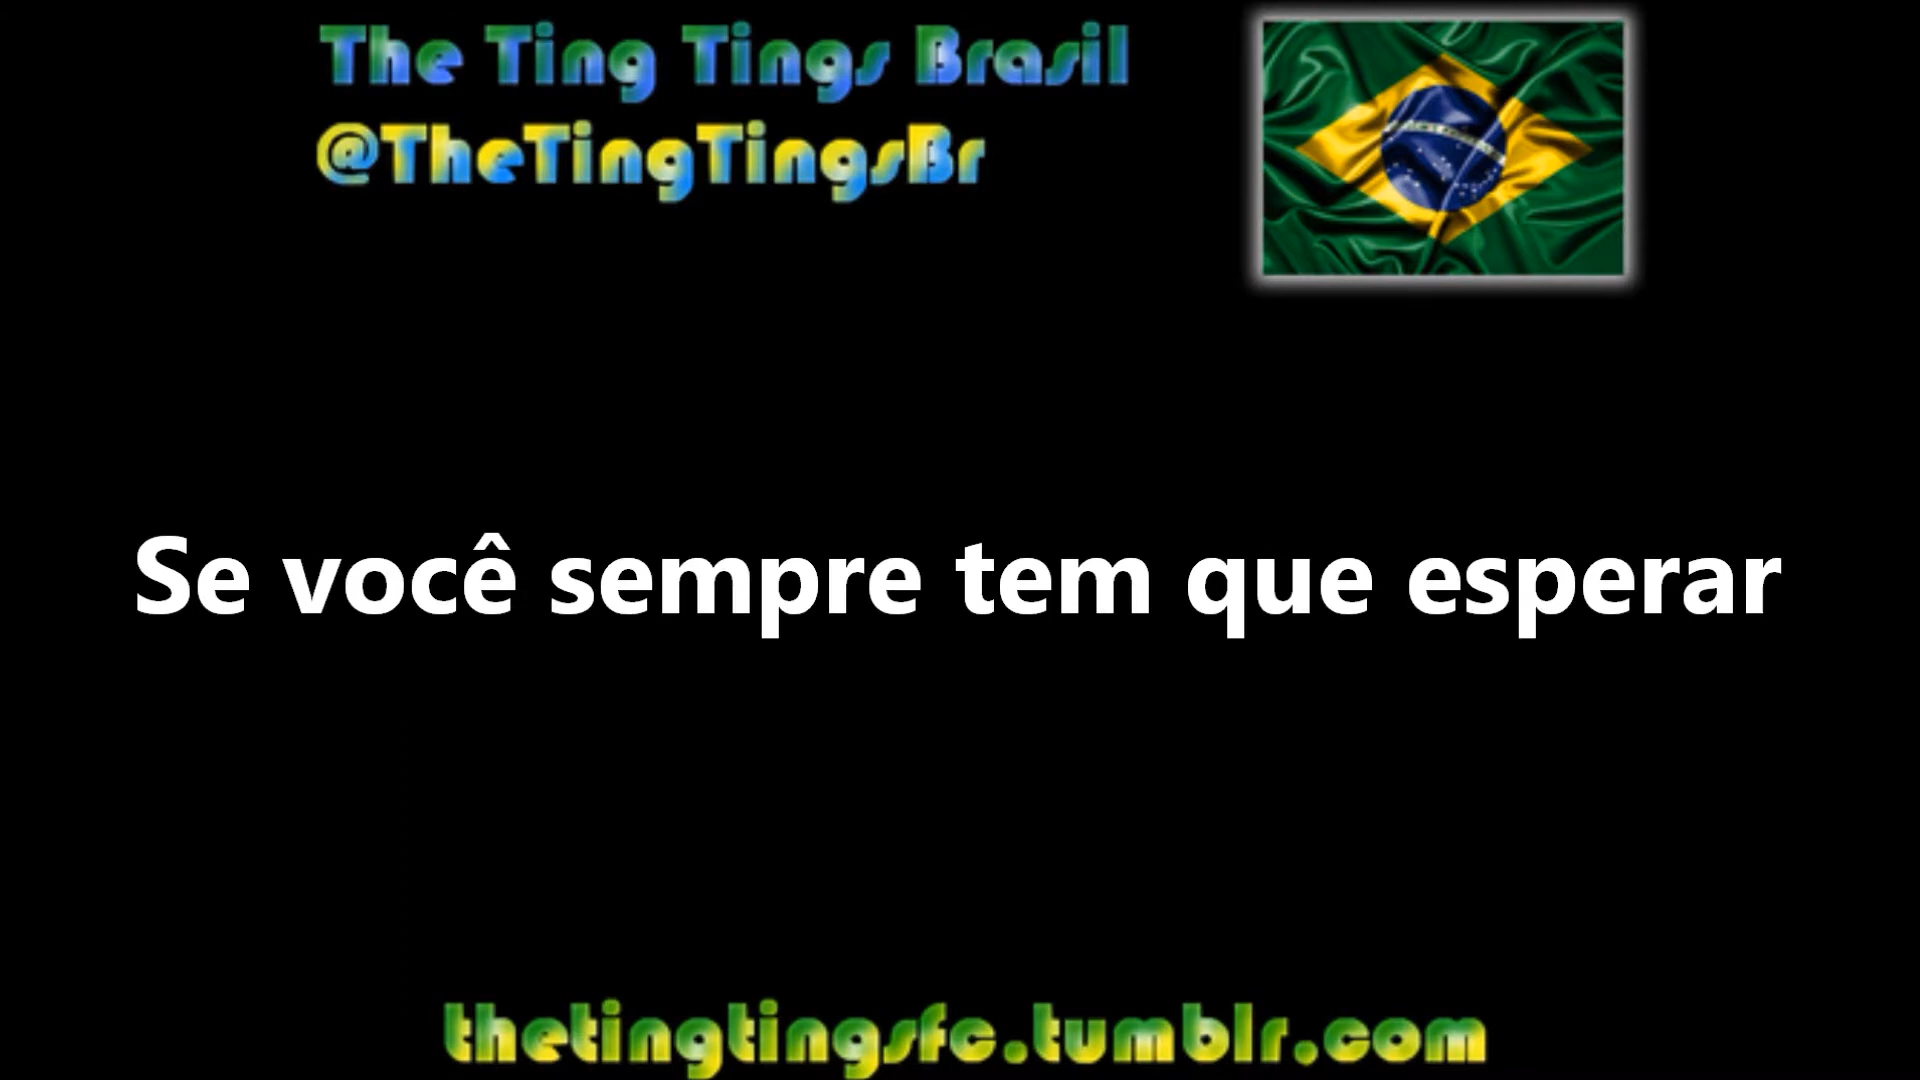 The Ting Tings Brasil
@TheTingTingsBr
Se você sempre tem que esperar
thetingtingsfc.tumblr.com